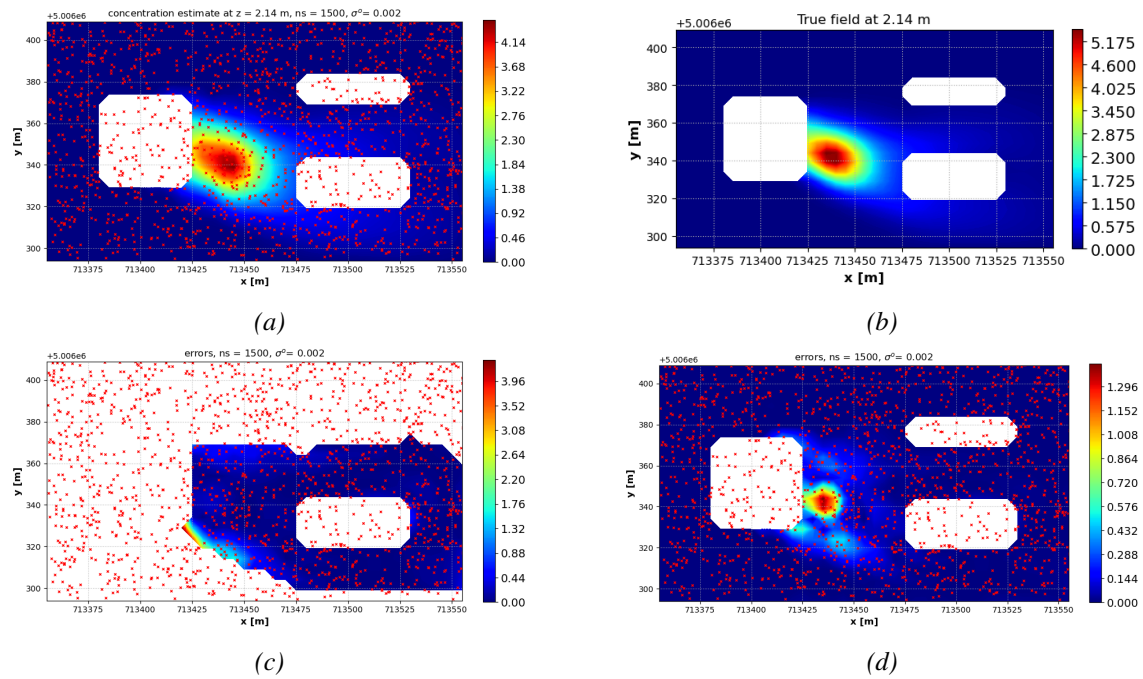 concentration estimate at z = 2.14 m, ns = 1500, σᵒ= 0.002
+5.006e6
400
380
360
340
320
300
y [m]
713375 713400 713425 713450 713475 713500 713525 713550
x [m]
4.14
3.68
3.22
2.76
2.30
1.84
1.38
0.92
0.46
0.00
(a)
True field at 2.14 m
+5.006e6
400
380
360
340
320
300
y [m]
713375 713400 713425 713450 713475 713500 713525 713550
x [m]
5.175
4.600
4.025
3.450
2.875
2.300
1.725
1.150
0.575
0.000
(b)
errors, ns = 1500, σᵒ= 0.002
+5.006e6
400
380
360
340
320
300
y [m]
713375 713400 713425 713450 713475 713500 713525 713550
x [m]
3.96
3.52
3.08
2.64
2.20
1.76
1.32
0.88
0.44
0.00
(c)
errors, ns = 1500, σᵒ= 0.002
+5.006e6
400
380
360
340
320
300
y [m]
713375 713400 713425 713450 713475 713500 713525 713550
x [m]
1.296
1.152
1.008
0.864
0.720
0.576
0.432
0.288
0.144
0.000
(d)